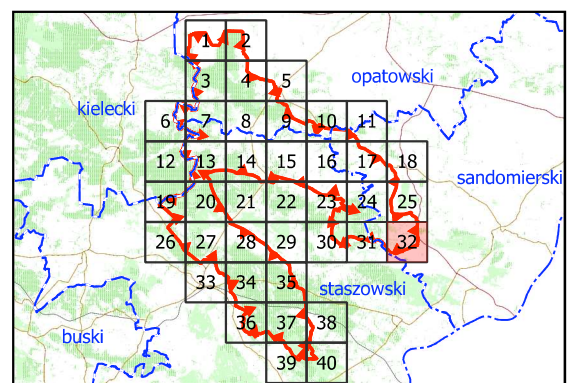 1 2
3 4 5
opatowski
kielecki
6 7 8 9 10 11
12 13 14 15 16 17 18
sandomierski
19 20 21 22 23 24 25
26 27 28 29 30 31 32
33 34 35
staszowski
36 37 38
buski
39 40